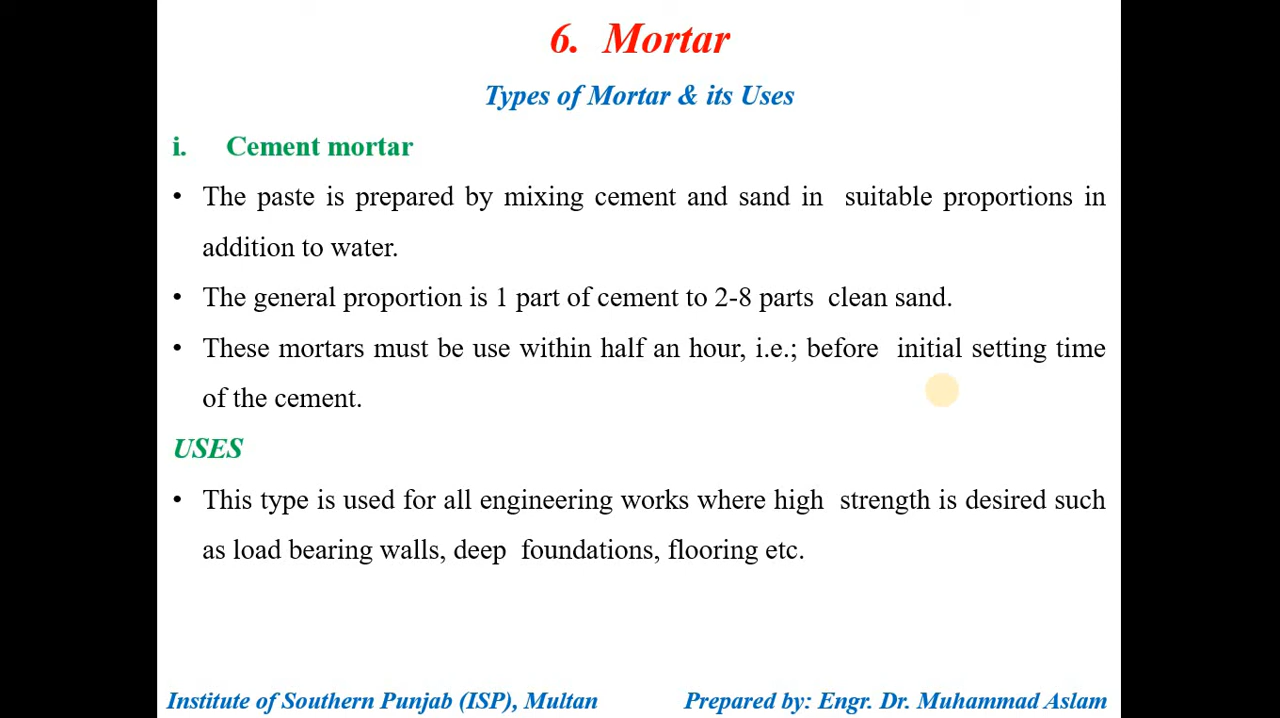 6. Mortar
Types of Mortar & its Uses
i. Cement mortar
• The paste is prepared by mixing cement and sand in suitable proportions in
addition to water.
• The general proportion is 1 part of cement to 2-8 parts clean sand.
• These mortars must be use within half an hour, i.e.; before initial setting time
of the cement.
USES
• This type is used for all engineering works where high strength is desired such
as load bearing walls, deep foundations, flooring etc.
Institute of Southern Punjab (ISP), Multan Prepared by: Engr. Dr. Muhammad Aslam